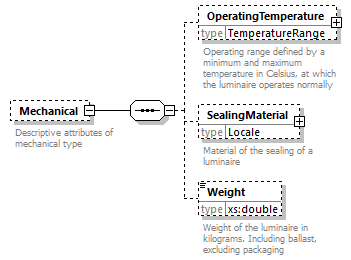 OperatingTemperature
type TemperatureRange
Operating range defined by a
minimum and maximum
temperature in Celsius, at which
the luminaire operates normally
Mechanical
Descriptive attributes of
mechanical type
SealingMaterial
type Locale
Material of the sealing of a
luminaire
Weight
type xs:double
Weight of the luminaire in
kilograms. Including ballast,
excluding packaging